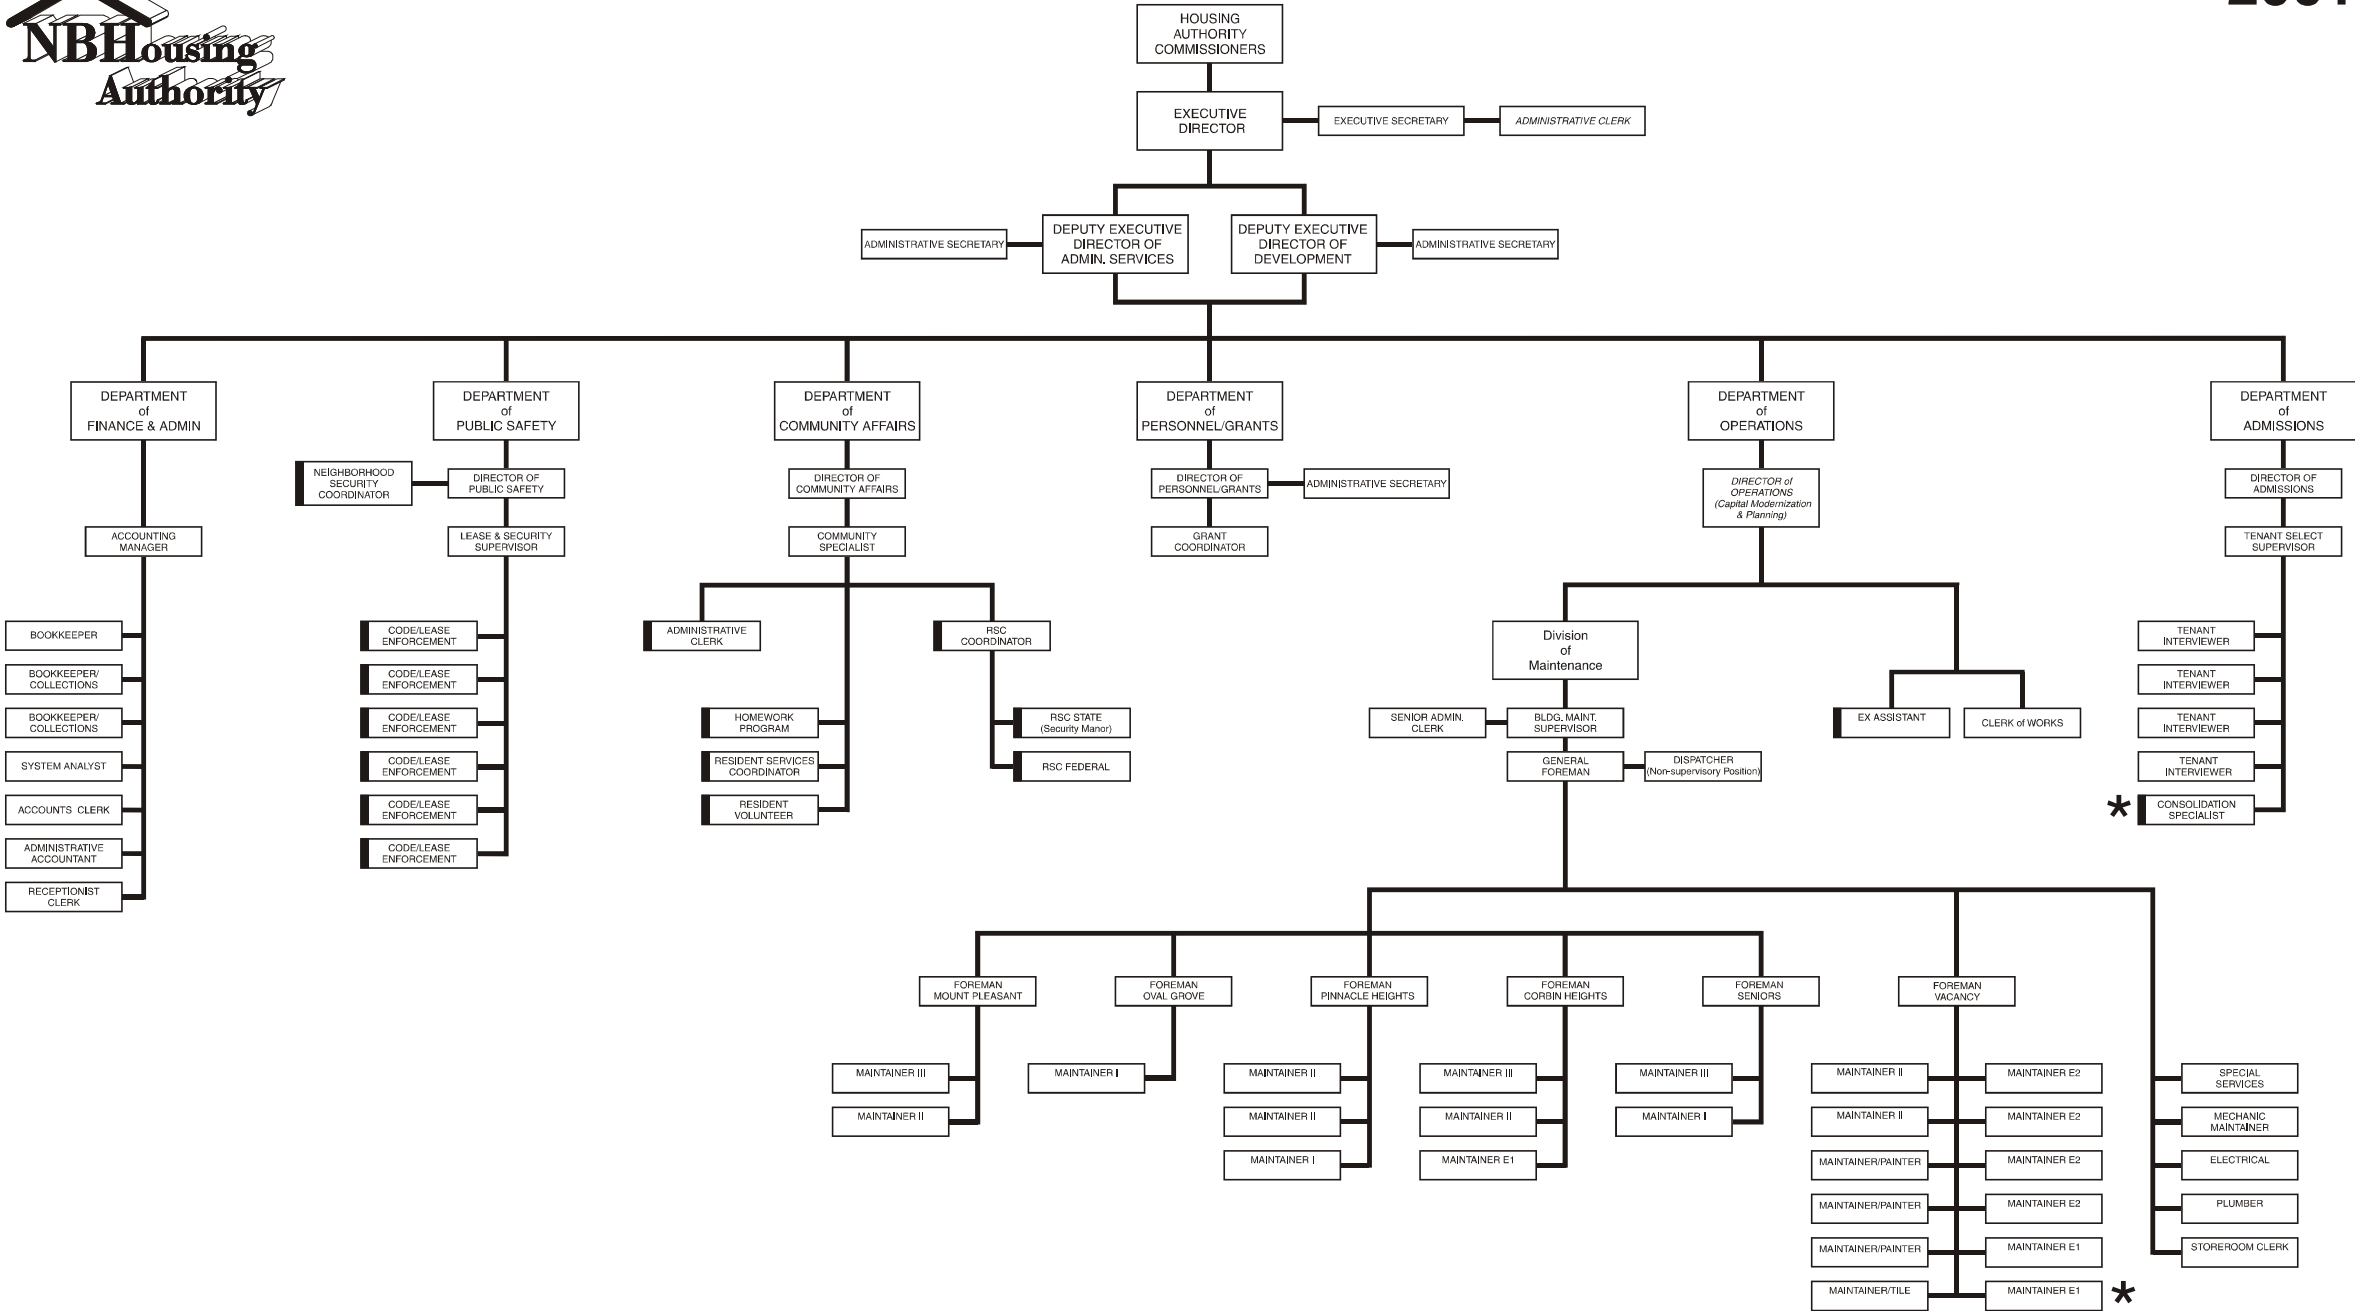 NBHousing
Authority
HOUSING
AUTHORITY
COMMISSIONERS
EXECUTIVE
DIRECTOR
EXECUTIVE SECRETARY
ADMINISTRATIVE CLERK
ADMINISTRATIVE SECRETARY
DEPUTY EXECUTIVE
DIRECTOR OF
ADMIN. SERVICES
DEPUTY EXECUTIVE
DIRECTOR OF
DEVELOPMENT
ADMINISTRATIVE SECRETARY
DEPARTMENT
of
FINANCE & ADMIN
DEPARTMENT
of
PUBLIC SAFETY
DEPARTMENT
of
COMMUNITY AFFAIRS
DEPARTMENT
of
PERSONNEL/GRANTS
DEPARTMENT
of
OPERATIONS
DEPARTMENT
of
ADMISSIONS
NEIGHBORHOOD
SECURITY
COORDINATOR
DIRECTOR OF
PUBLIC SAFETY
DIRECTOR OF
COMMUNITY AFFAIRS
DIRECTOR OF
PERSONNEL/GRANTS
ADMINISTRATIVE SECRETARY
DIRECTOR of
OPERATIONS
(Capital Modernization
& Planning)
DIRECTOR OF
ADMISSIONS
ACCOUNTING
MANAGER
LEASE & SECURITY
SUPERVISOR
COMMUNITY
SPECIALIST
GRANT
COORDINATOR
TENANT SELECT
SUPERVISOR
BOOKKEEPER
BOOKKEEPER/
COLLECTIONS
BOOKKEEPER/
COLLECTIONS
SYSTEM ANALYST
ACCOUNTS CLERK
ADMINISTRATIVE
ACCOUNTANT
RECEPTIONIST
CLERK
CODE/LEASE
ENFORCEMENT
CODE/LEASE
ENFORCEMENT
CODE/LEASE
ENFORCEMENT
CODE/LEASE
ENFORCEMENT
CODE/LEASE
ENFORCEMENT
CODE/LEASE
ENFORCEMENT
ADMINISTRATIVE
CLERK
RSC
COORDINATOR
HOMEWORK
PROGRAM
RESIDENT SERVICES
COORDINATOR
RESIDENT
VOLUNTEER
RSC STATE
(Security Manor)
RSC FEDERAL
Division
of
Maintenance
SENIOR ADMIN.
CLERK
BLDG. MAINT.
SUPERVISOR
GENERAL
FOREMAN
DISPATCHER
(Non-supervisory Position)
EX ASSISTANT
CLERK of WORKS
TENANT
INTERVIEWER
TENANT
INTERVIEWER
TENANT
INTERVIEWER
TENANT
INTERVIEWER
* CONSOLIDATION
SPECIALIST
FOREMAN
MOUNT PLEASANT
FOREMAN
OVAL GROVE
FOREMAN
PINNACLE HEIGHTS
FOREMAN
CORBIN HEIGHTS
FOREMAN
SENIORS
FOREMAN
VACANCY
MAINTAINER III
MAINTAINER II
MAINTAINER I
MAINTAINER II
MAINTAINER II
MAINTAINER I
MAINTAINER III
MAINTAINER II
MAINTAINER E1
MAINTAINER III
MAINTAINER I
MAINTAINER II
MAINTAINER II
MAINTAINER/PAINTER
MAINTAINER/PAINTER
MAINTAINER/PAINTER
MAINTAINER/TILE
MAINTAINER E2
MAINTAINER E2
MAINTAINER E2
MAINTAINER E2
MAINTAINER E1
MAINTAINER E1 *
SPECIAL
SERVICES
MECHANIC
MAINTAINER
ELECTRICAL
PLUMBER
STOREROOM CLERK